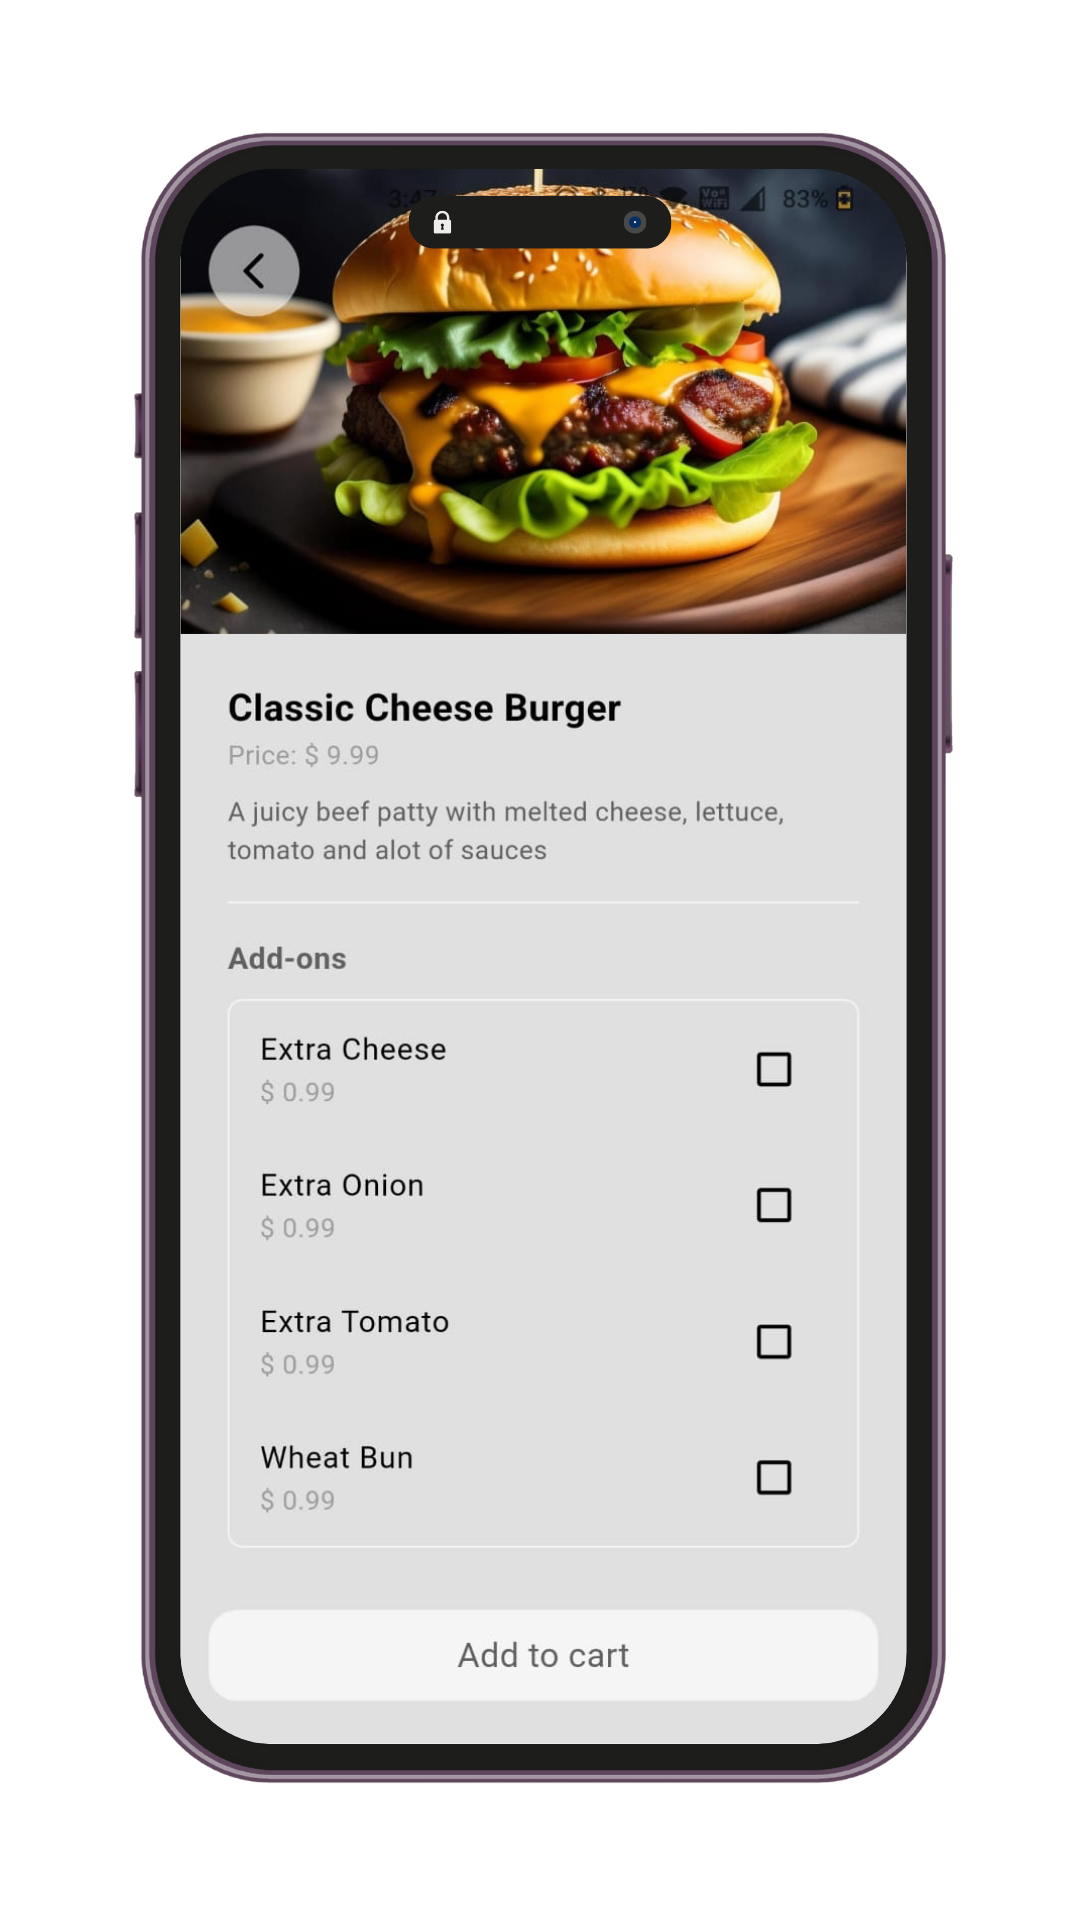 83%
Classic Cheese Burger
Price: $ 9.99
A juicy beef patty with melted cheese, lettuce,
tomato and alot of sauces
Add-ons
Extra Cheese
$ 0.99
Extra Onion
$ 0.99
Extra Tomato
$ 0.99
Wheat Bun
$ 0.99
Add to cart